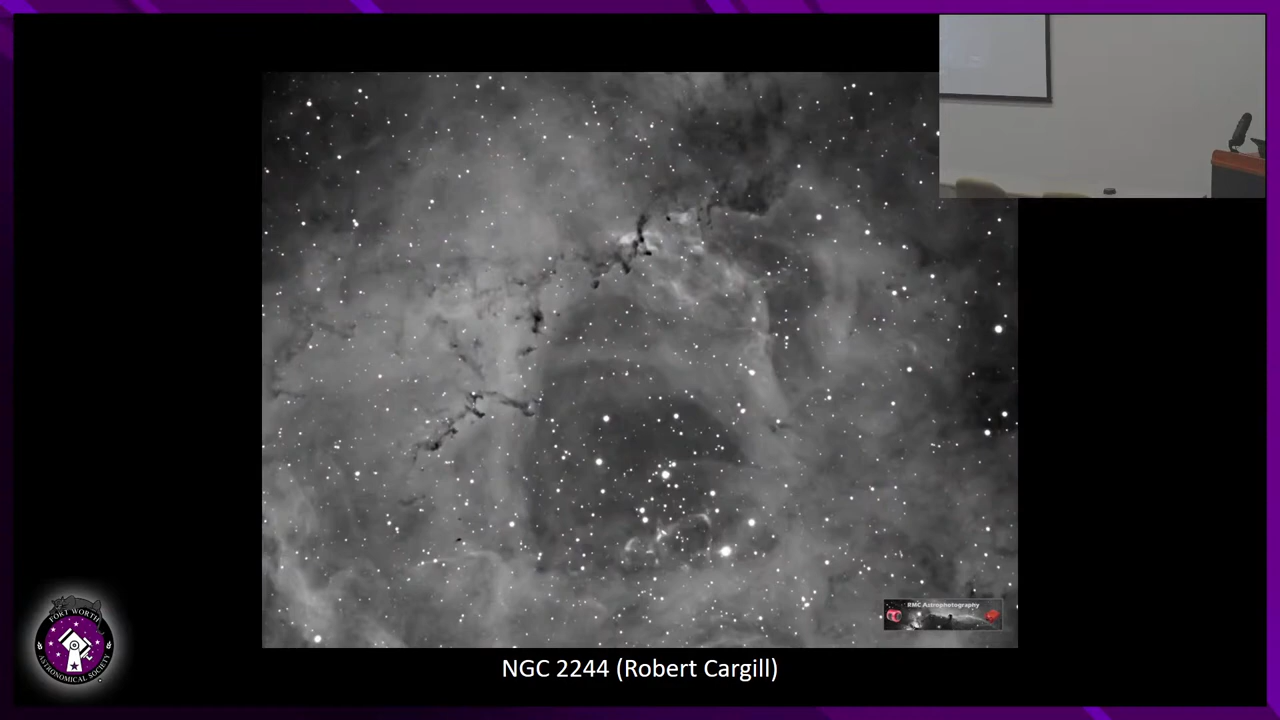 RMC Astrophotography
NGC 2244 (Robert Cargill)
FORT WORTH
ASTRONOMICAL SOCIETY